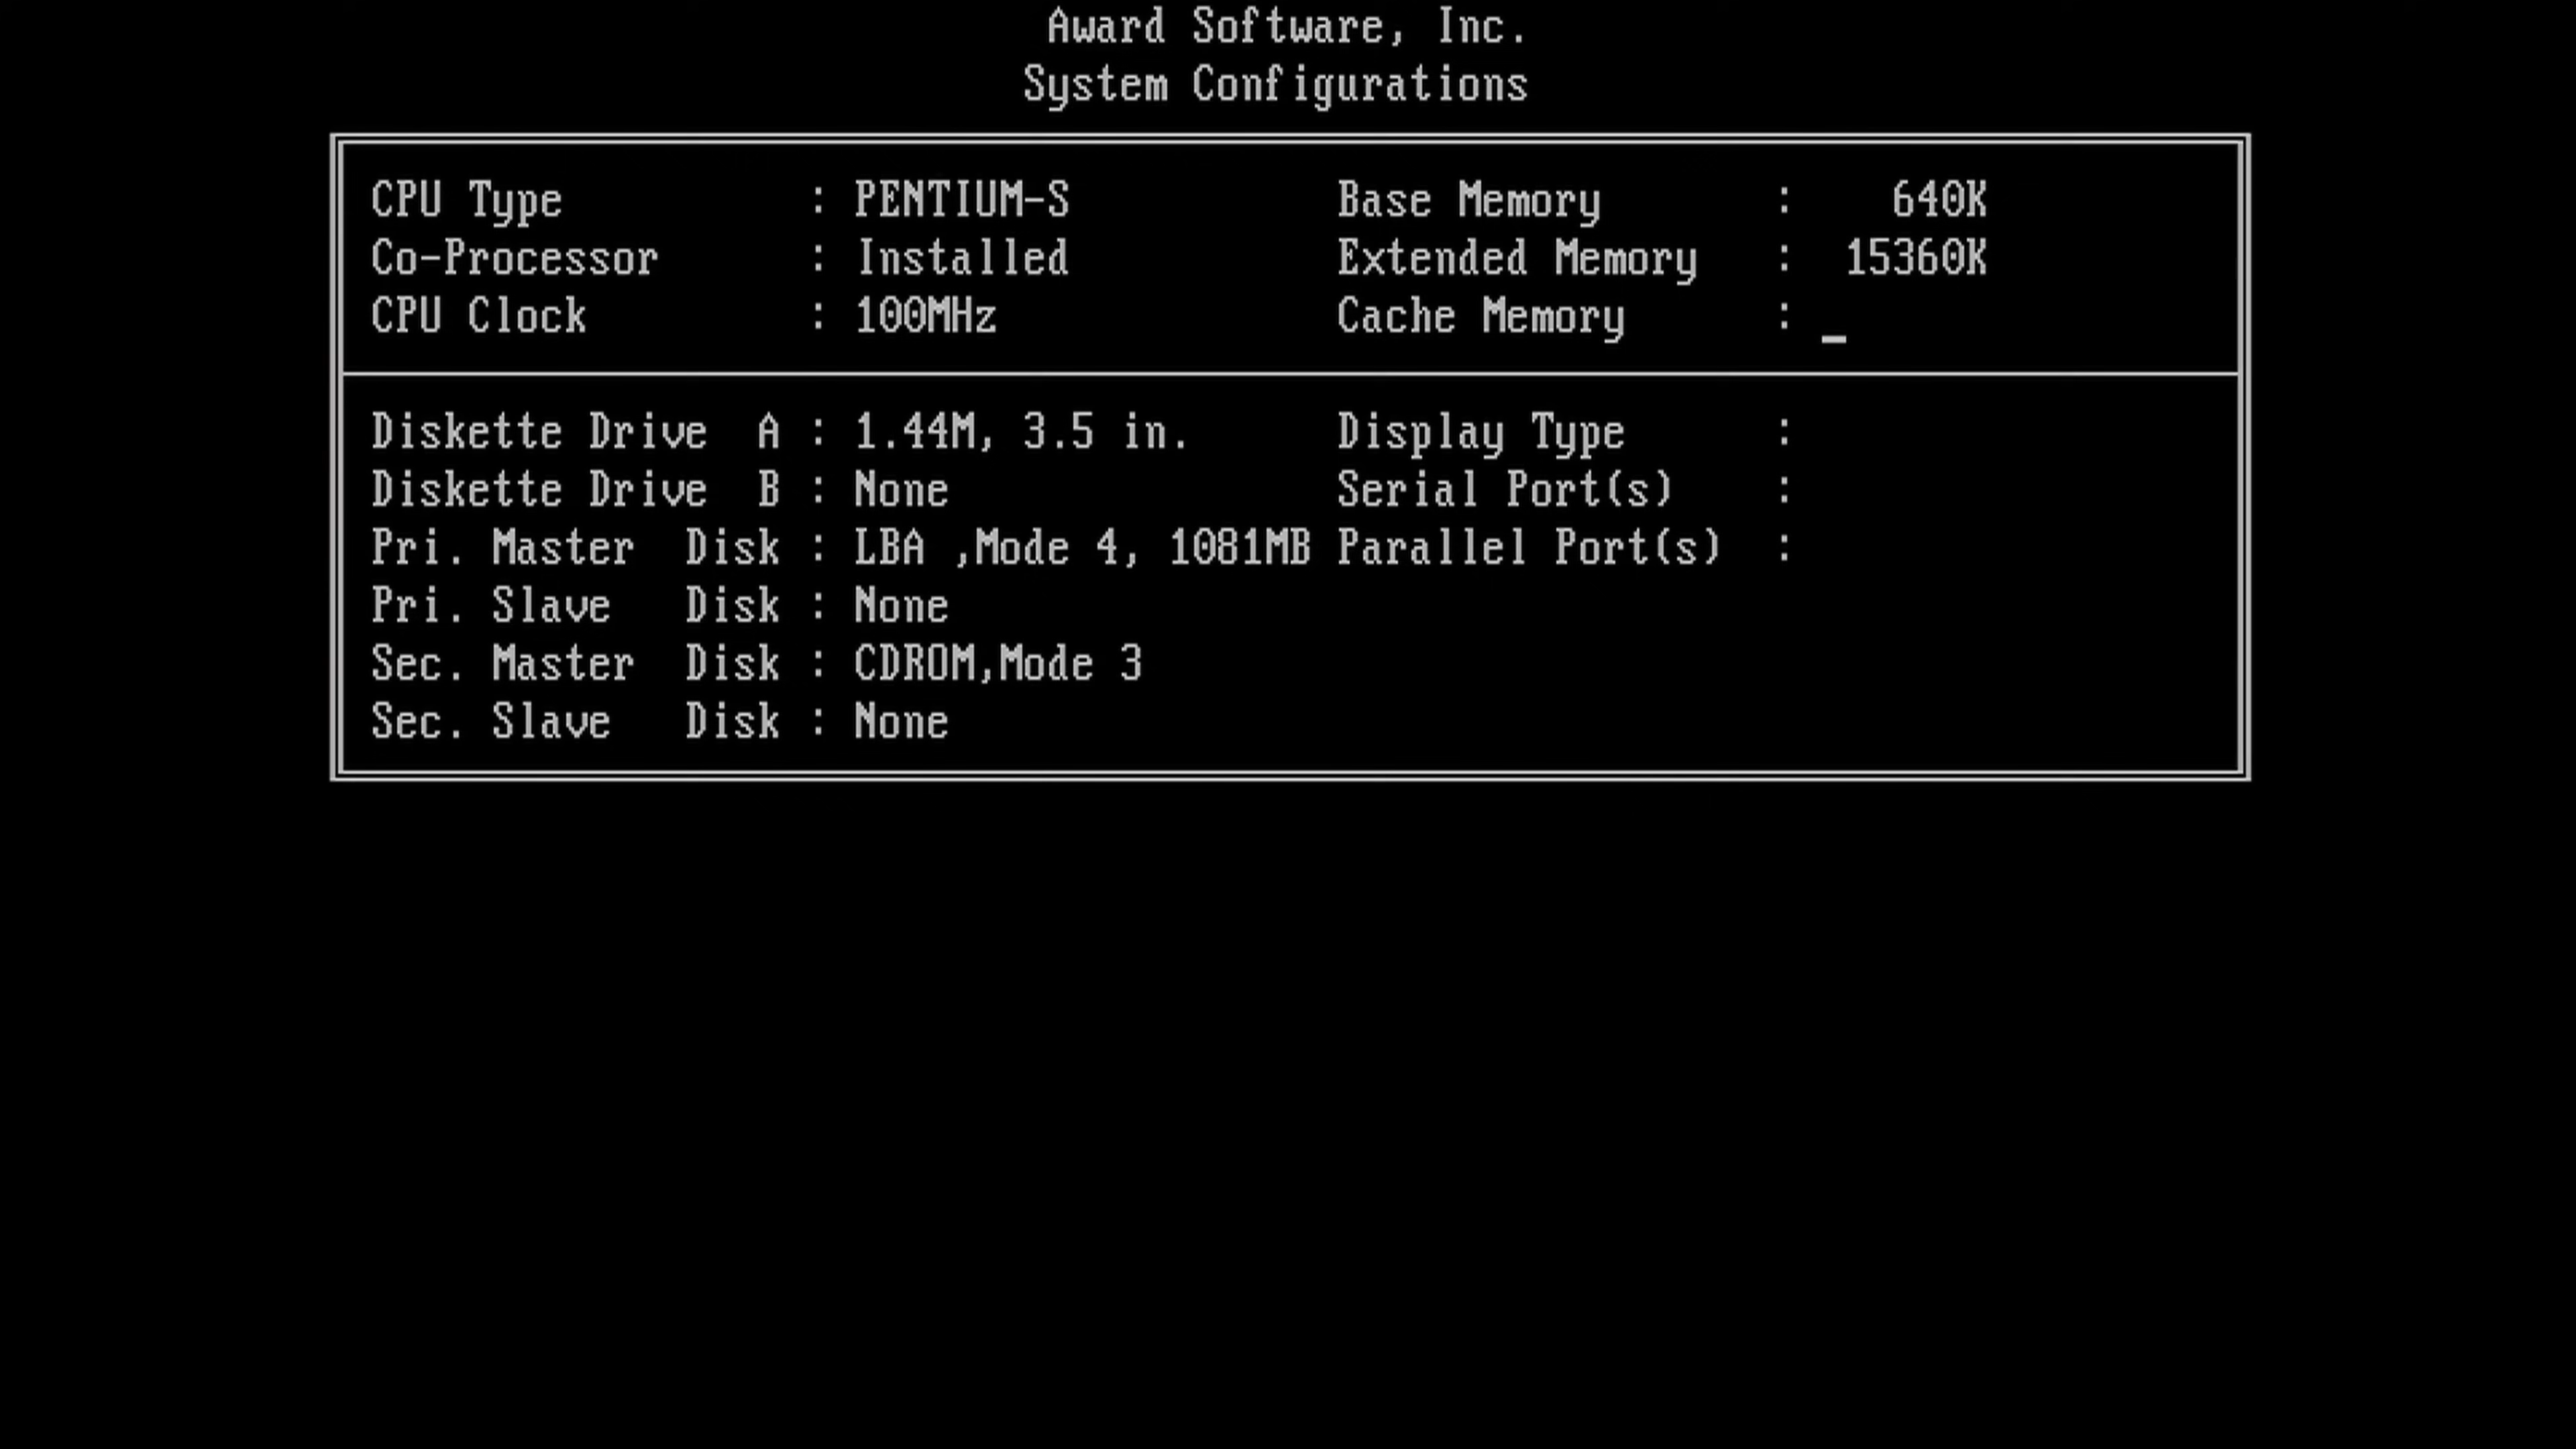 Award Software, Inc.
System Configurations
CPU Type : PENTIUM-S Base Memory : 640K
Co-Processor : Installed Extended Memory : 15360K
CPU Clock : 100MHz Cache Memory : _
Diskette Drive A : 1.44M, 3.5 in. Display Type :
Diskette Drive B : None Serial Port(s) :
Pri. Master Disk : LBA ,Mode 4, 1081MB Parallel Port(s) :
Pri. Slave Disk : None
Sec. Master Disk : CDROM,Mode 3
Sec. Slave Disk : None